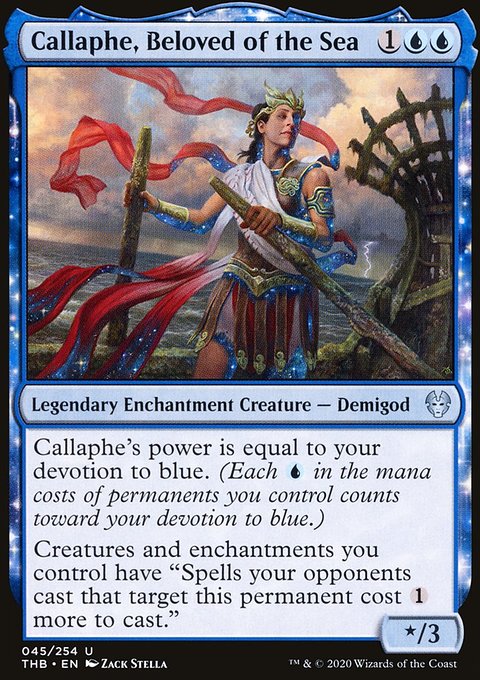 Callaphe, Beloved of the Sea 1
Legendary Enchantment Creature — Demigod
Callaphe's power is equal to your
devotion to blue. (Each in the mana
costs of permanents you control counts
toward your devotion to blue.)
Creatures and enchantments you
control have “Spells your opponents
cast that target this permanent cost 1
more to cast.”
★/3
045/254 U
THB • EN Zack Stella
™ & © 2020 Wizards of the Coast